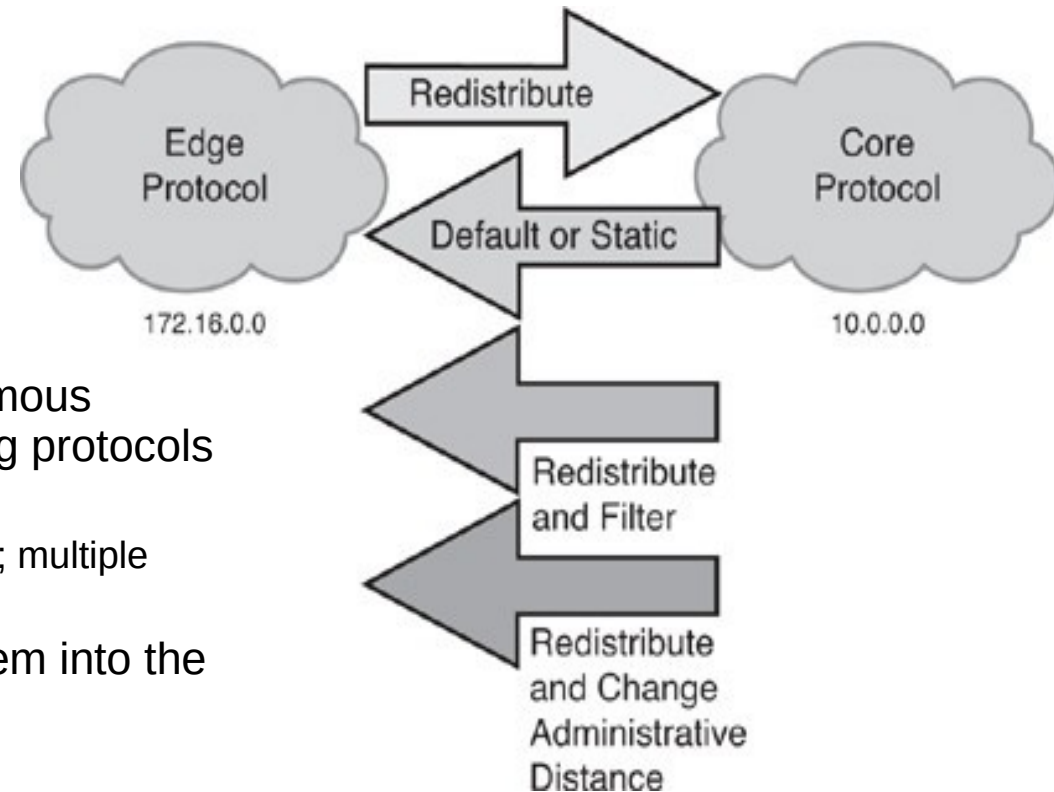 Redistribute
Edge
Protocol
Core
Protocol
Default or Static
172.16.0.0
10.0.0.0
mous
g protocols
Redistribute
and Filter
; multiple
em into the
Redistribute
and Change
Administrative
Distance